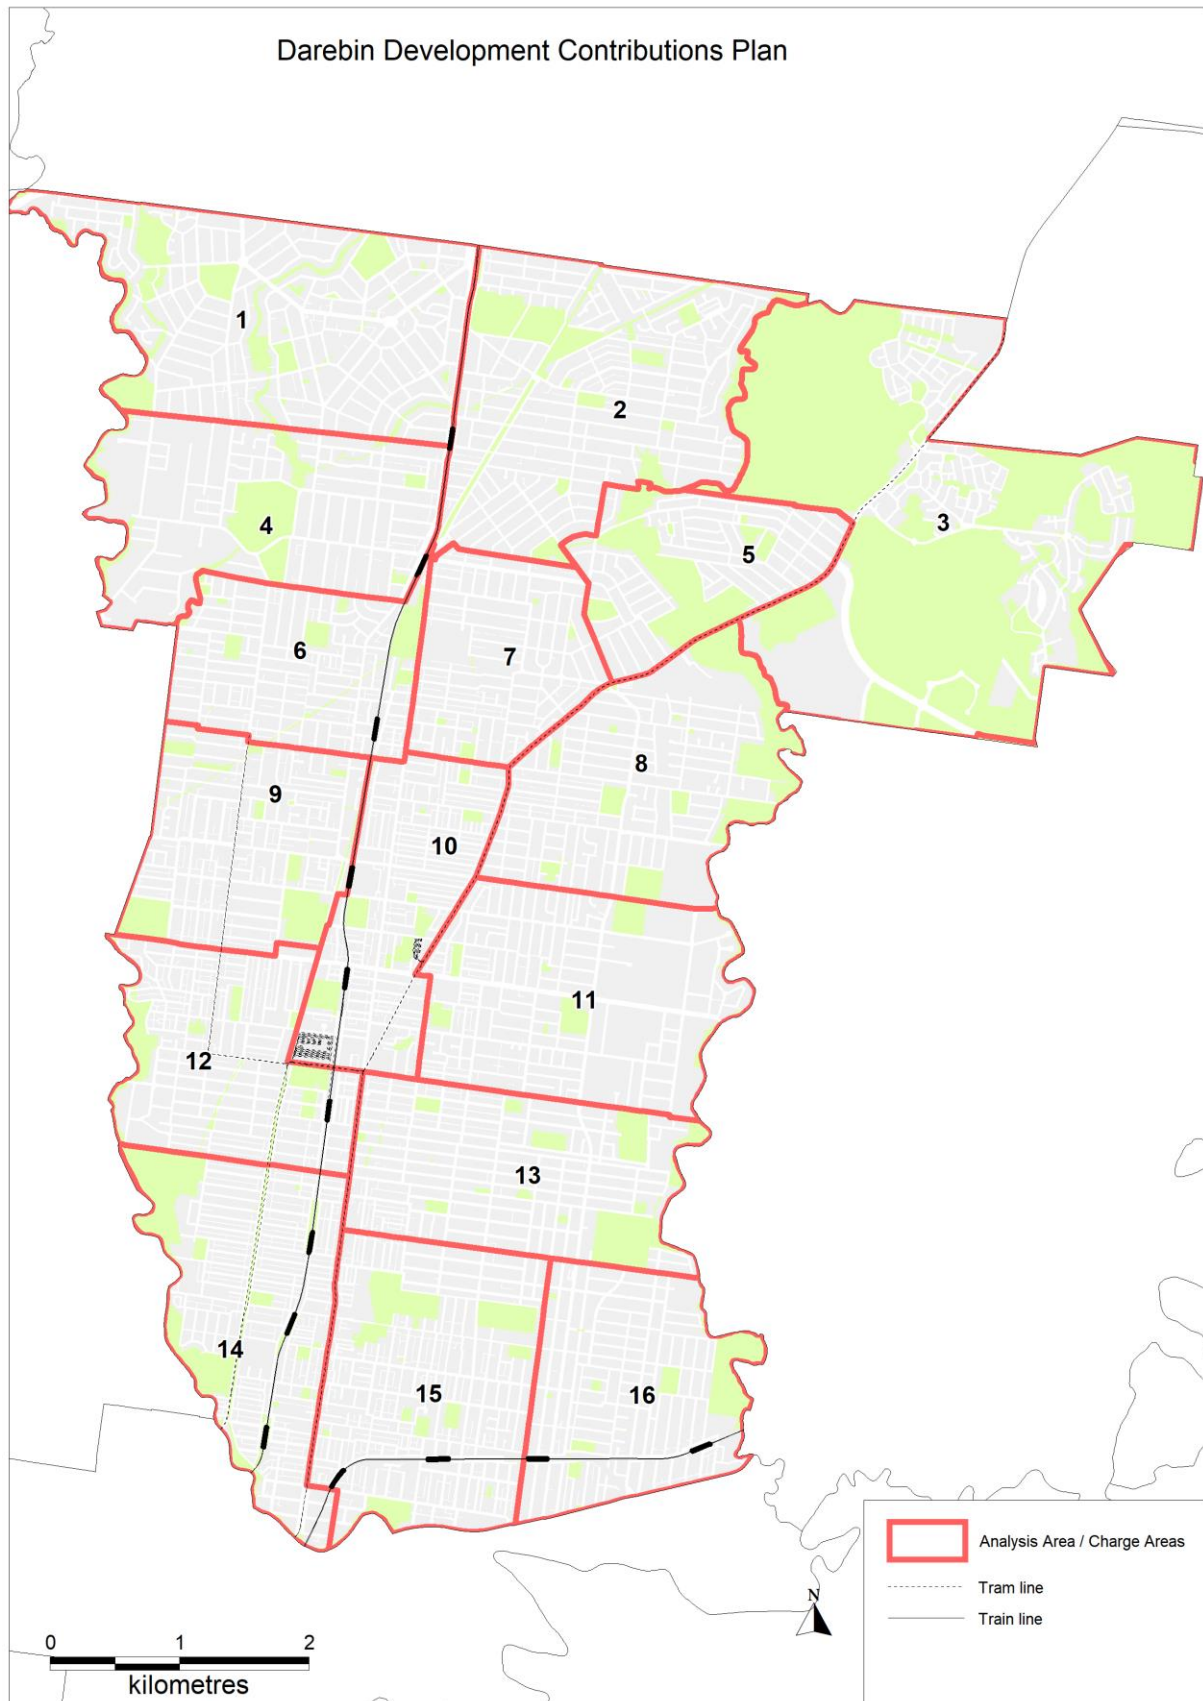 Darebin Development Contributions Plan
1
2
3
4
5
6
7
8
9
10
11
12
13
14
15
16
Analysis Area / Charge Areas
Tram line
Train line
N
0 1 2
kilometres